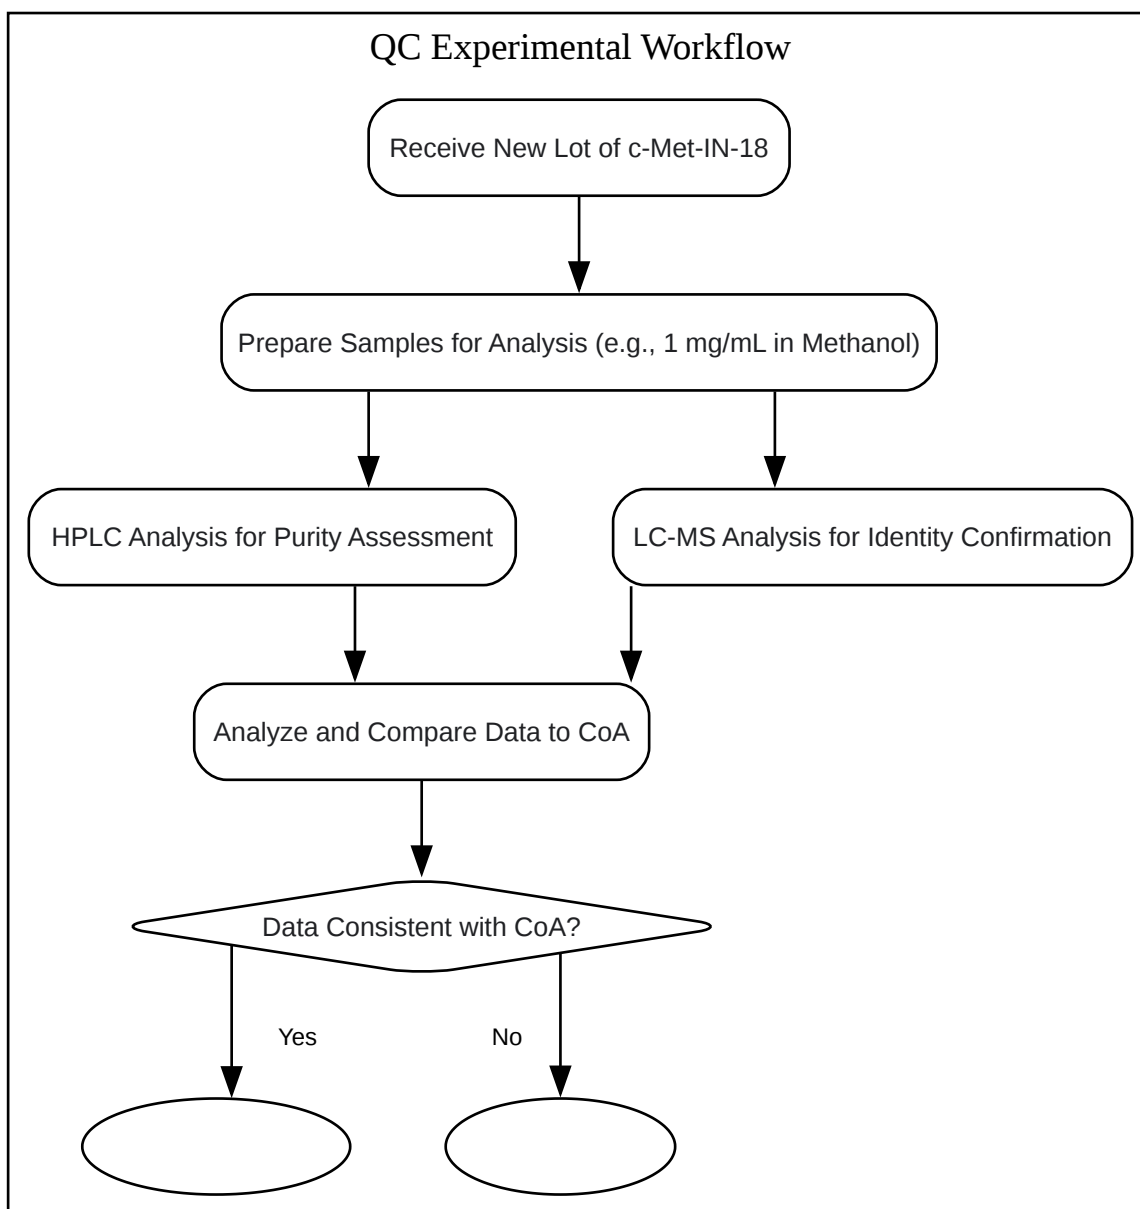 QC Experimental Workflow
Receive New Lot of c-Met-IN-18
Prepare Samples for Analysis (e.g., 1 mg/mL in Methanol)
HPLC Analysis for Purity Assessment
LC-MS Analysis for Identity Confirmation
Analyze and Compare Data to CoA
Data Consistent with CoA?
Yes
No